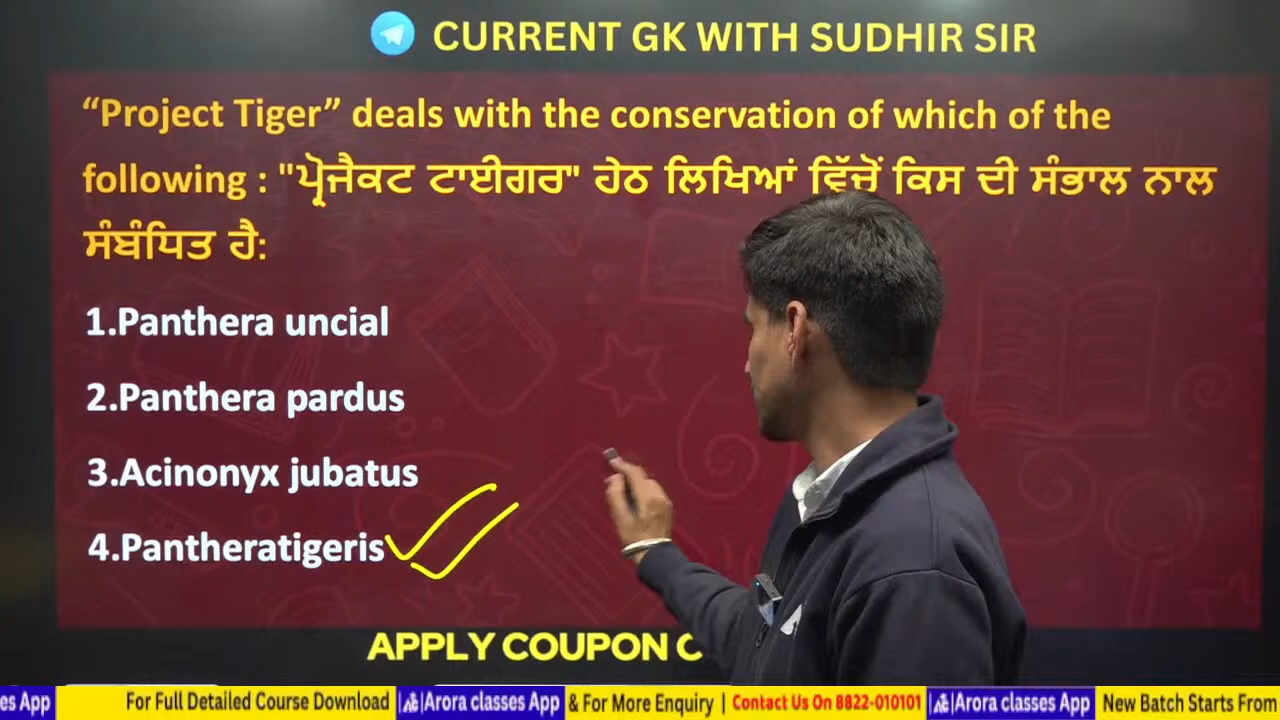 CURRENT GK WITH SUDHIR SIR
“Project Tiger” deals with the conservation of which of the
following : "ਪ੍ਰੋਜੈਕਟ ਟਾਈਗਰ" ਹੇਠ ਲਿਖਿਆਂ ਵਿੱਚੋਂ ਕਿਸ ਦੀ ਸੰਭਾਲ ਨਾਲ
ਸੰਬੰਧਿਤ ਹੈ:
1.Panthera uncial
2.Panthera pardus
3.Acinonyx jubatus
4.Pantheratigeris
APPLY COUPON
es App For Full Detailed Course Download |Arora classes App & For More Enquiry | Contact Us On 8822-010101 |Arora classes App New Batch Starts From